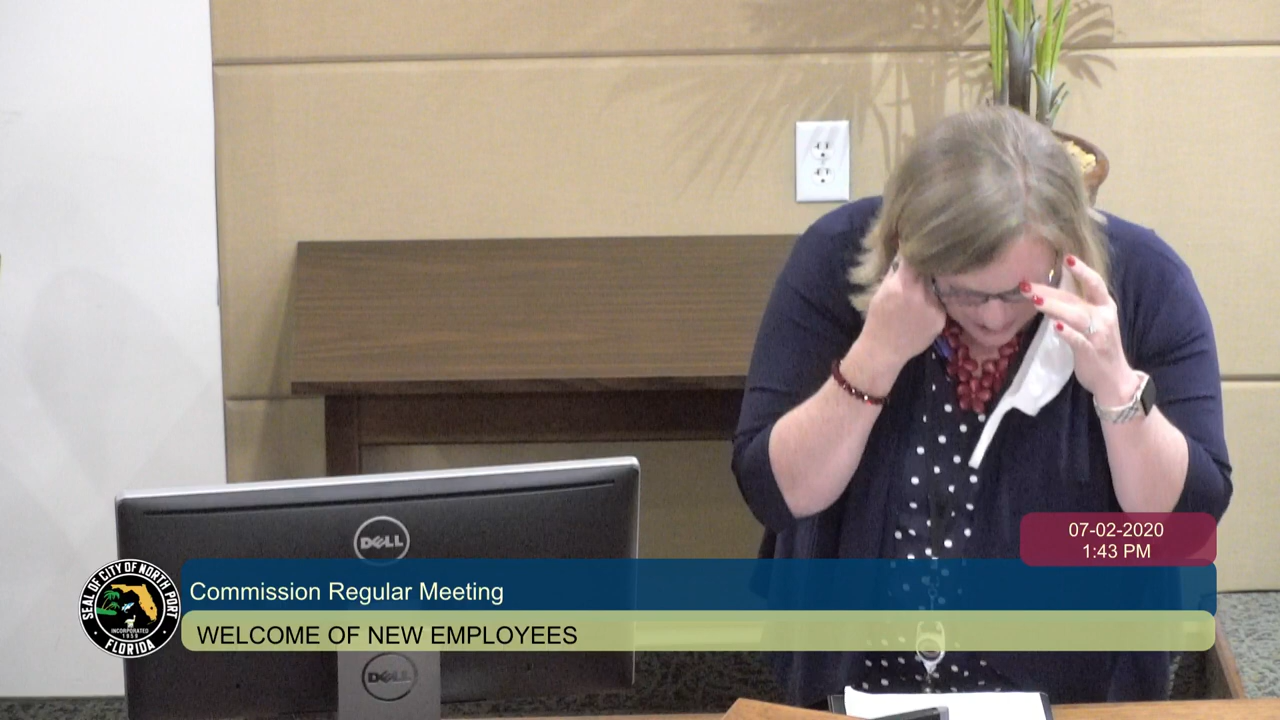 DELL
07-02-2020
1:43 PM
SEAL OF CITY OF NORTH PORT
INCORPORATED
1959
FLORIDA
Commission Regular Meeting
WELCOME OF NEW EMPLOYEES
DELL